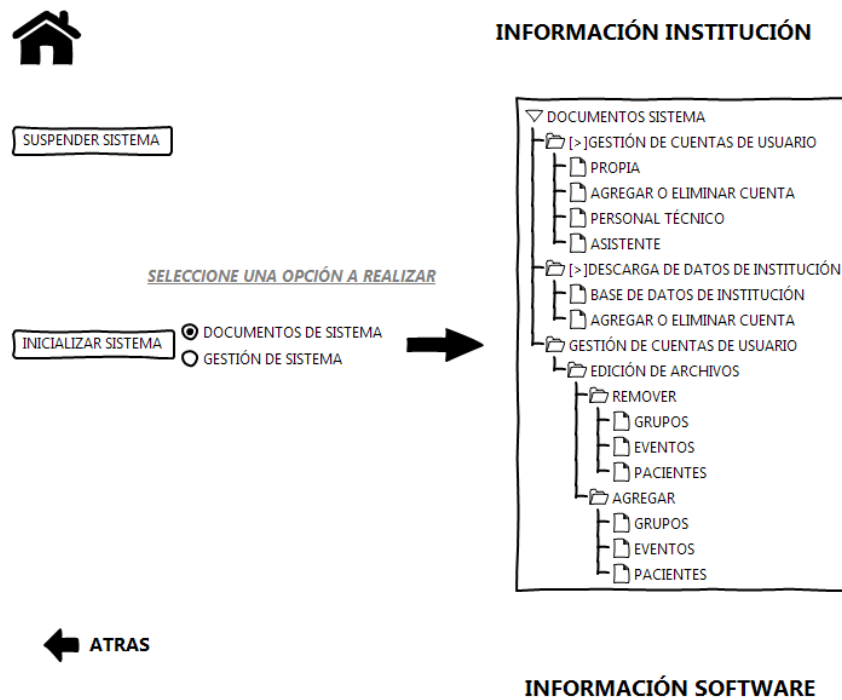 INFORMACIÓN INSTITUCIÓN
SUSPENDER SISTEMA
SELECCIONE UNA OPCIÓN A REALIZAR
INICIALIZAR SISTEMA
DOCUMENTOS DE SISTEMA
GESTIÓN DE SISTEMA
DOCUMENTOS SISTEMA
[>]GESTIÓN DE CUENTAS DE USUARIO
PROPIA
AGREGAR O ELIMINAR CUENTA
PERSONAL TÉCNICO
ASISTENTE
[>]DESCARGA DE DATOS DE INSTITUCIÓN
BASE DE DATOS DE INSTITUCIÓN
AGREGAR O ELIMINAR CUENTA
GESTIÓN DE CUENTAS DE USUARIO
EDICIÓN DE ARCHIVOS
REMOVER
GRUPOS
EVENTOS
PACIENTES
AGREGAR
GRUPOS
EVENTOS
PACIENTES
ATRAS
INFORMACIÓN SOFTWARE